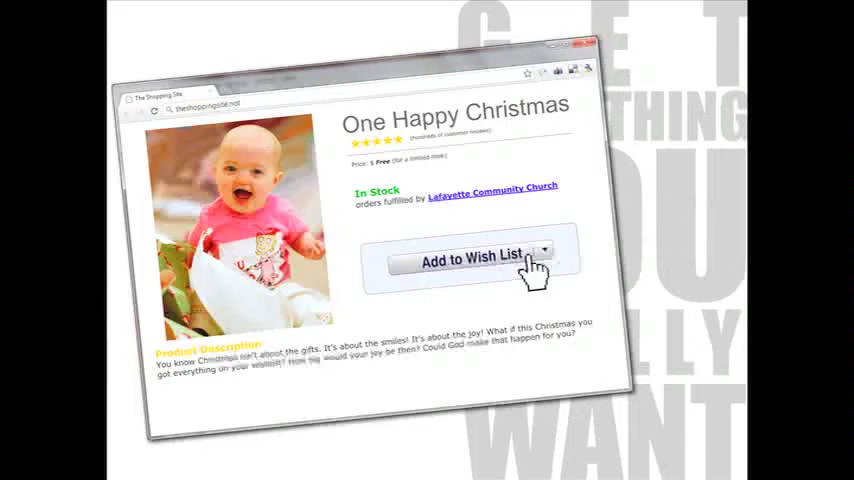 GET
THING
YOU
LLY
WANT
The Shopping Site
theshoppingsite.not
One Happy Christmas
(hundreds of customer reviews)
Price: $ Free (for a limited time)
In Stock
orders fulfilled by Lafayette Community Church
Add to Wish List
Product Description
You know Christmas isn't about the gifts. It's about the smiles! It's about the joy! What if this Christmas you
got everything on your wishlist? How big would your joy be then? Could God make that happen for you?